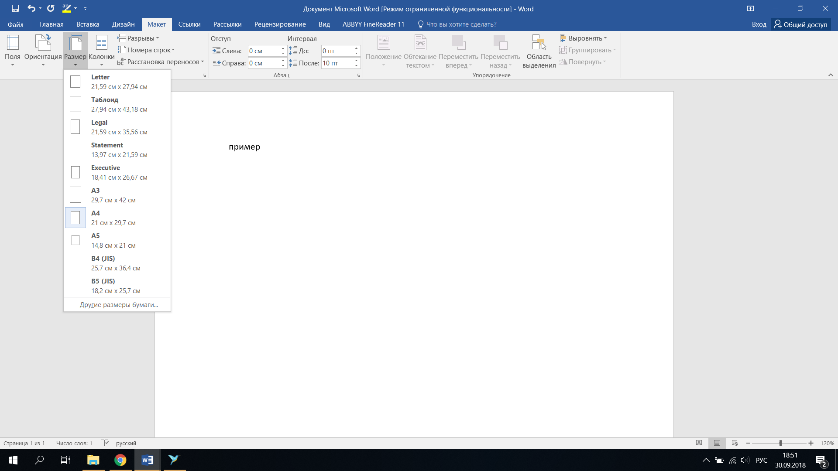 Документ Microsoft Word [Режим ограниченной функциональности] - Word
Файл Главная Вставка Дизайн Макет Ссылки Рассылки Рецензирование Вид ABBYY FineReader 11 Что вы хотите сделать? Вход Общий доступ
Поля Ориентация Размер Колонки
Разрывы
Номера строк
Расстановка переносов
Отступ Интервал
Слева: 0 см До: 0 пт
Справа: 0 см После: 10 пт
Абзац
Положение Обтекание текстом Переместить вперед Переместить назад Область выделения
Выровнять
Группировать
Повернуть
Упорядочение
Letter
21,59 см x 27,94 см
Таблоид
27,94 см x 43,18 см
Legal
21,59 см x 35,56 см
Statement
13,97 см x 21,59 см
Executive
18,41 см x 26,67 см
A3
29,7 см x 42 см
A4
21 см x 29,7 см
A5
14,8 см x 21 см
B4 (JIS)
25,7 см x 36,4 см
B5 (JIS)
18,2 см x 25,7 см
Другие размеры бумаги...
пример
Страница 1 из 1 Число слов: 1 русский 120%
РУС 18:51
30.09.2018